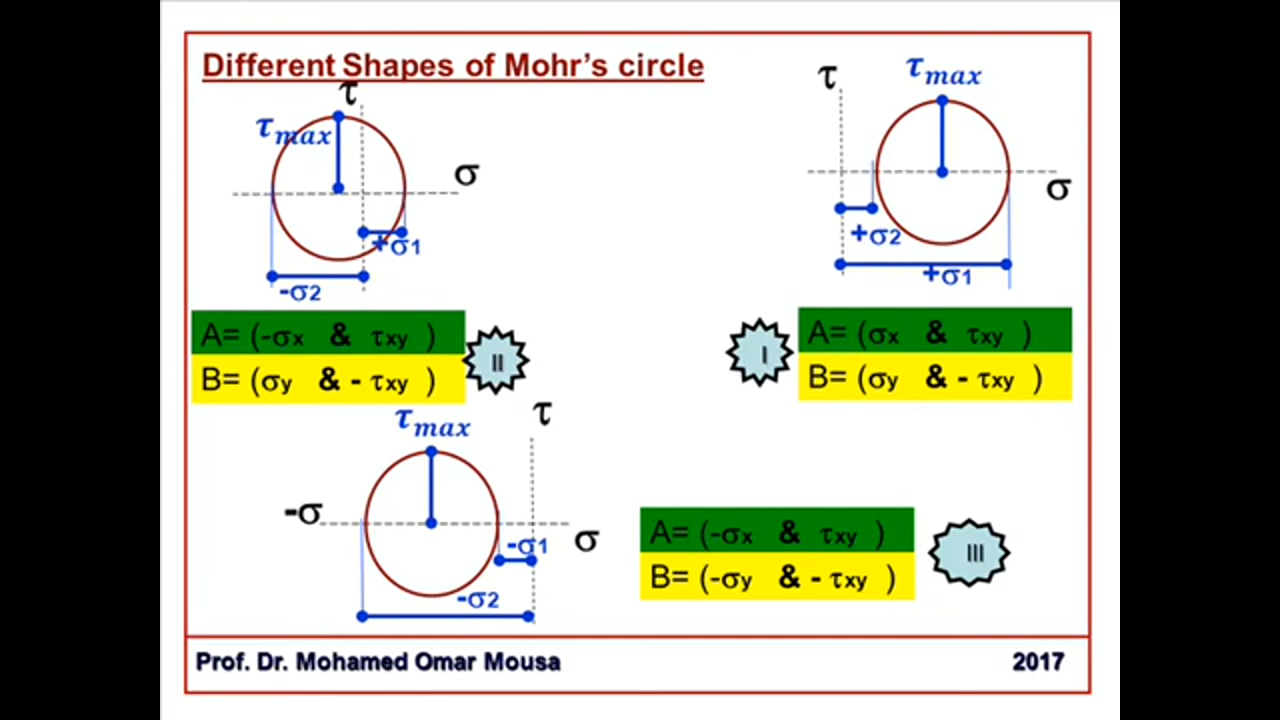 Different Shapes of Mohr's circle
τ
τmax
σ
+σ1
-σ2
A= (-σx & τxy )
B= (σy & - τxy )
II
τ
τmax
σ
+σ2
+σ1
I
A= (σx & τxy )
B= (σy & - τxy )
τmax
τ
-σ
σ
-σ1
-σ2
A= (-σx & τxy )
B= (-σy & - τxy )
III
Prof. Dr. Mohamed Omar Mousa
2017